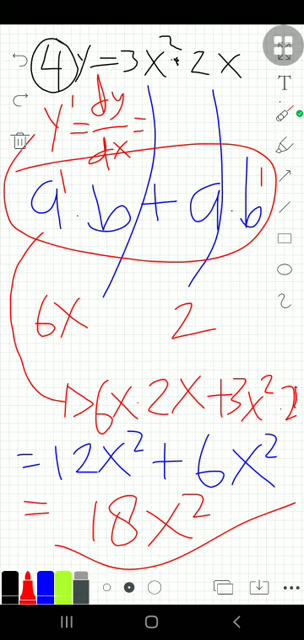 ④ y = 3x² · 2x
y' = dy/dx =
a' · b + a · b'
6x 2
6x · 2x + 3x² · 2
= 12x² + 6x²
= 18x²